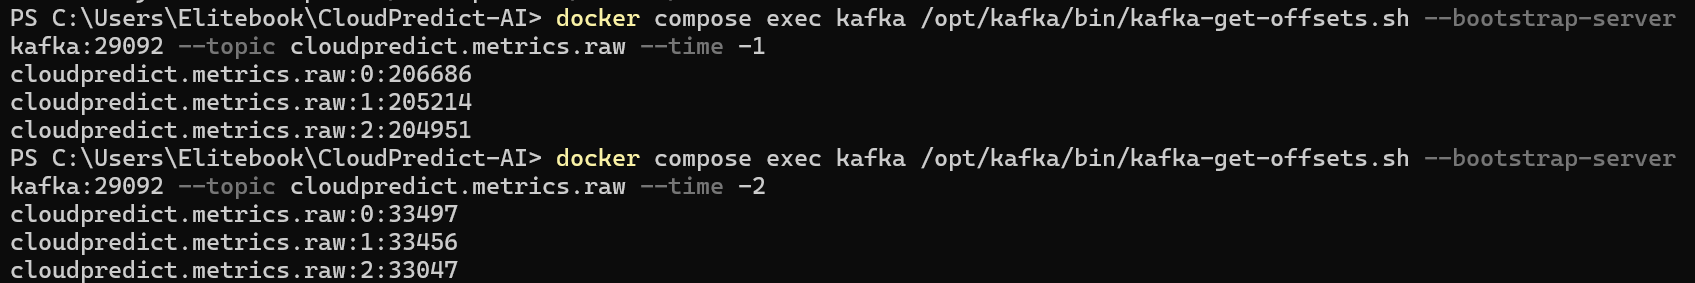 PS C:\Users\Elitebook\CloudPredict-AI> docker compose exec kafka /opt/kafka/bin/kafka-get-offsets.sh --bootstrap-server
kafka:29092 --topic cloudpredict.metrics.raw --time -1
cloudpredict.metrics.raw:0:206686
cloudpredict.metrics.raw:1:205214
cloudpredict.metrics.raw:2:204951
PS C:\Users\Elitebook\CloudPredict-AI> docker compose exec kafka /opt/kafka/bin/kafka-get-offsets.sh --bootstrap-server
kafka:29092 --topic cloudpredict.metrics.raw --time -2
cloudpredict.metrics.raw:0:33497
cloudpredict.metrics.raw:1:33456
cloudpredict.metrics.raw:2:33047